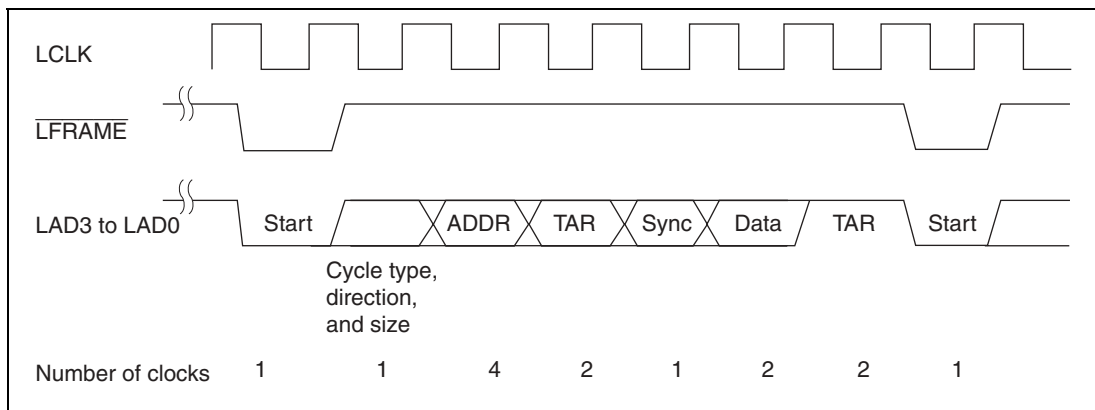 LCLK
LFRAME
LAD3 to LAD0 Start ADDR TAR Sync Data TAR Start
Cycle type,
direction,
and size
Number of clocks 1 1 4 2 1 2 2 1